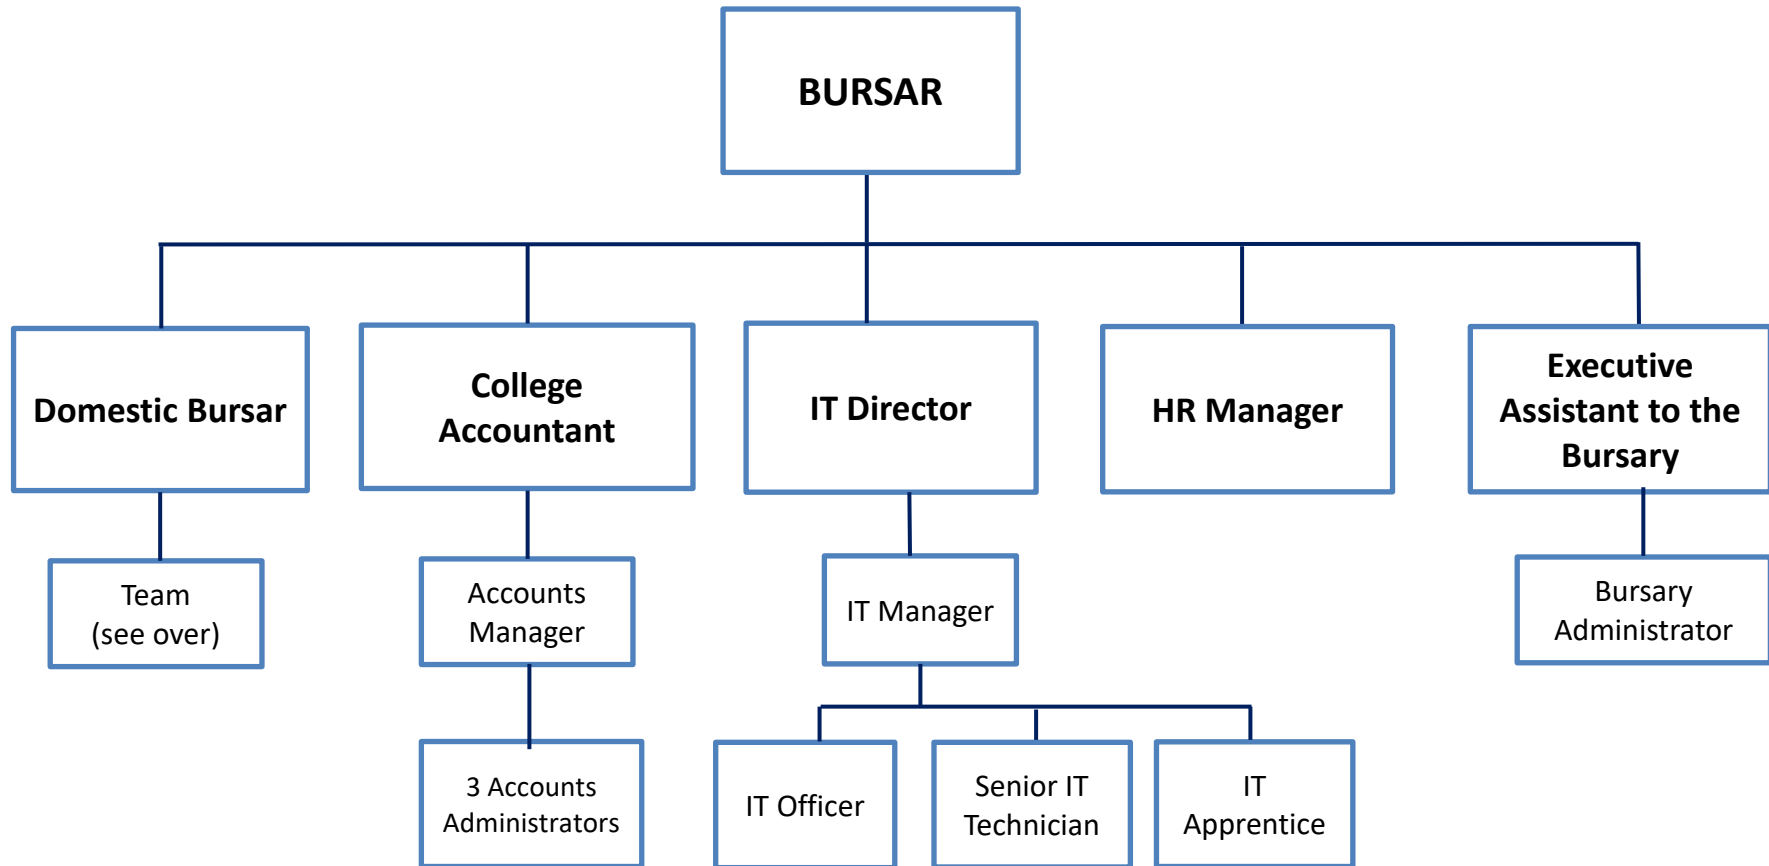 BURSAR
Domestic Bursar
College
Accountant
IT Director
HR Manager
Executive
Assistant to the
Bursary
Team
(see over)
Accounts
Manager
IT Manager
Bursary
Administrator
3 Accounts
Administrators
IT Officer
Senior IT
Technician
IT
Apprentice